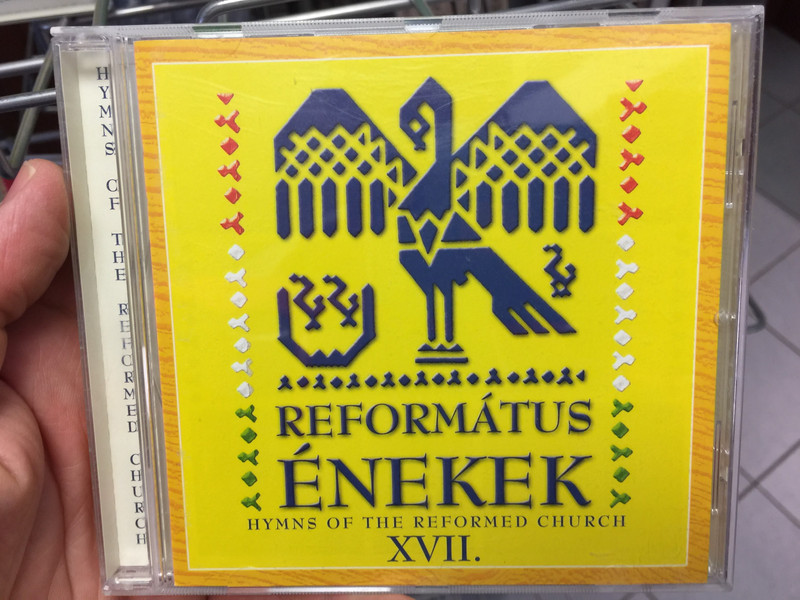 HYMNS OF THE REFORMED CHURCH
REFORMÁTUS
ÉNEKEK
HYMNS OF THE REFORMED CHURCH
XVII.